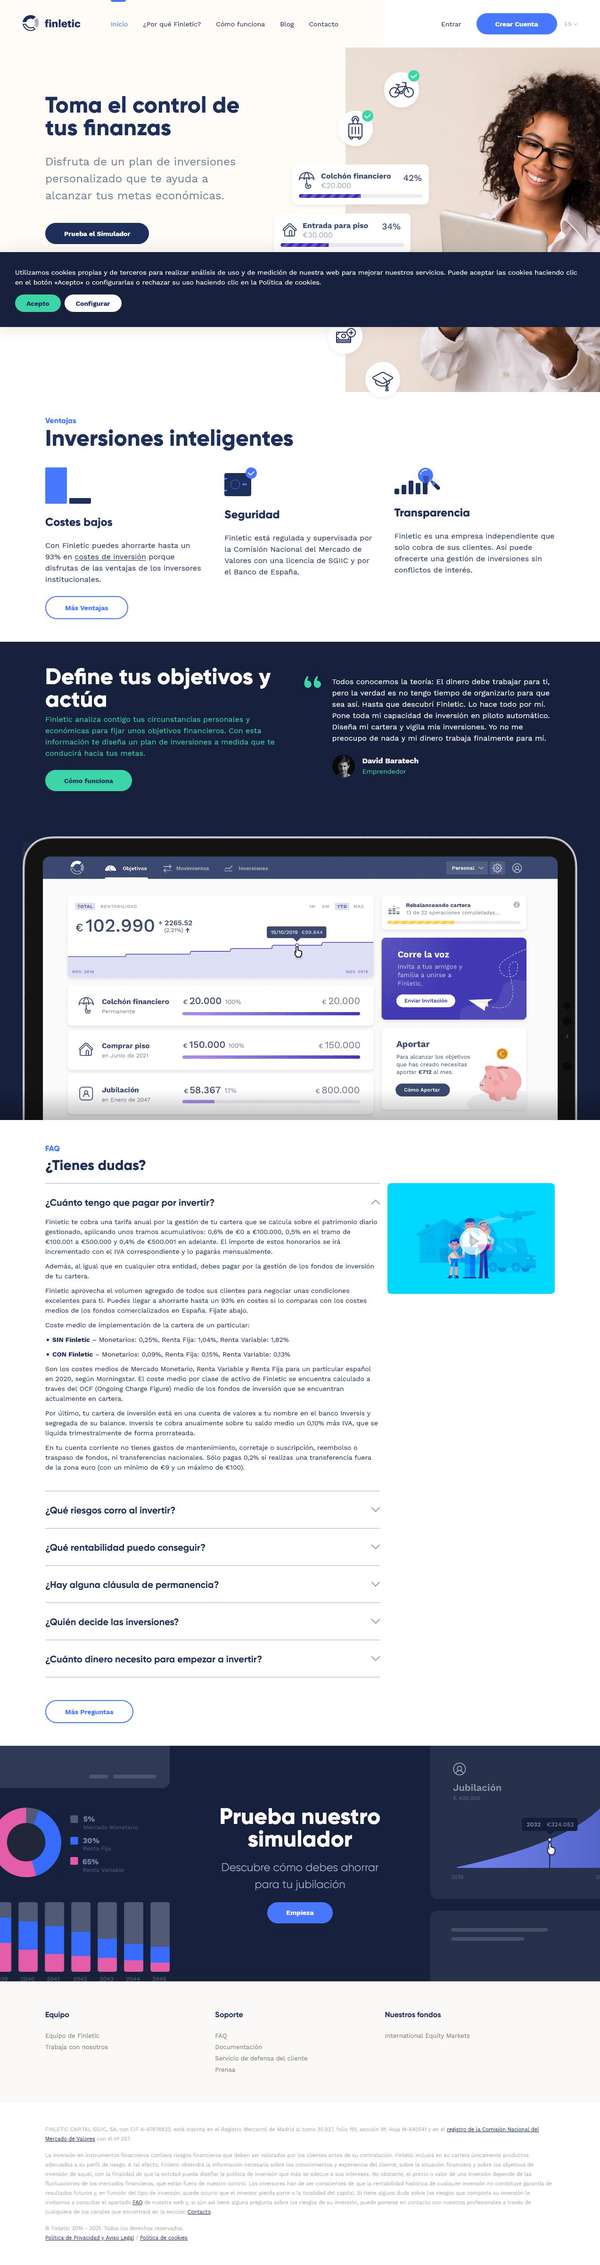 finletic
Inicio
¿Por qué Finletic?
Cómo funciona
Blog
Contacto
Entrar
Crear Cuenta
EN
Toma el control de
tus finanzas
Disfruta de un plan de inversiones
personalizado que te ayuda a
alcanzar tus metas económicas.
Prueba el Simulador
Colchón financiero 42%
€20.000
Entrada para piso 34%
€30.000
Utilizamos cookies propias y de terceros para realizar análisis de uso y de medición de nuestra web para mejorar nuestros servicios. Puede aceptar las cookies haciendo clic
en el botón «Acepto» o configurarlas o rechazar su uso haciendo clic en la Política de cookies.
Acepto
Configurar
Ventajas
Inversiones inteligentes
Costes bajos
Con Finletic puedes ahorrarte hasta un
93% en costes de inversión porque
disfrutas de las ventajas de los inversores
institucionales.
Seguridad
Finletic está regulada y supervisada por
la Comisión Nacional del Mercado de
Valores con una licencia de SGIIC y por
el Banco de España.
Transparencia
Finletic es una empresa independiente que
solo cobra de sus clientes. Así puede
ofrecerte una gestión de inversiones sin
conflictos de interés.
Más Ventajas
Define tus objetivos y
actúa
Finletic analiza contigo tus circunstancias personales y
económicas para fijar unos objetivos financieros. Con esta
información te diseña un plan de inversiones a medida que te
conducirá hacia tus metas.
Cómo funciona
Todos conocemos la teoría: El dinero debe trabajar para ti,
pero la verdad es no tengo tiempo de organizarlo para que
sea así. Hasta que descubrí Finletic. Lo hace todo por mí.
Pone toda mi capacidad de inversión en piloto automático.
Diseña mi cartera y vigila mis inversiones. Yo no me
preocupo de nada y mi dinero trabaja finalmente para mí.
David Baratech
Emprendedor
Objetivos
Movimientos
Inversiones
Personal
TOTAL RENTABILIDAD
1M 6M YTD MAX
€ 102.990 + 2265.52
(2.21%)
15/10/2019 €99.644
NOV. 2019
Rebalanceando cartera
13 de 22 operaciones completadas...
Corre la voz
Invita a tus amigos y
familia a unirse a
Finletic.
Enviar Invitación
Colchón financiero
Permanente
€ 20.000 100% € 20.000
Comprar piso
en Junio de 2021
€ 150.000 100% € 150.000
Jubilación
en Enero de 2047
€ 58.367 17% € 800.000
Aportar
Para alcanzar los objetivos
que has creado necesitas
aportar €712 al mes.
Cómo Aportar
FAQ
¿Tienes dudas?
¿Cuánto tengo que pagar por invertir?
Finletic te cobra una tarifa anual por la gestión de tu cartera que se calcula sobre el patrimonio diario
gestionado, aplicando unos tramos acumulativos: 0,6% de €0 a €100.000, 0,5% en el tramo de
€100.001 a €500.000 y 0,4% de €500.001 en adelante. El importe de estos honorarios se irá
incrementado con el IVA correspondiente y lo pagarás mensualmente.
Además, al igual que en cualquier otra entidad, debes pagar por la gestión de los fondos de inversión
de tu cartera.
Finletic aprovecha el volumen agregado de todos sus clientes para negociar unas condiciones
excelentes para ti. Puedes llegar a ahorrarte hasta un 93% en costes si lo comparas con los costes
medios de los fondos comercializados en España. Fíjate abajo.
Coste medio de implementación de la cartera de un particular:
• SIN Finletic – Monetarios: 0,25%, Renta Fija: 1,04%, Renta Variable: 1,82%
• CON Finletic – Monetarios: 0,09%, Renta Fija: 0,15%, Renta Variable: 0,13%
Son los costes medios de Mercado Monetario, Renta Variable y Renta Fija para un particular español
en 2020, según Morningstar. El coste medio por clase de activo de Finletic se encuentra calculado a
través del OCF (Ongoing Charge Figure) medio de los fondos de inversión que se encuentran
actualmente en cartera.
Por último, tu cartera de inversión está en una cuenta de valores a tu nombre en el banco Inversis y
segregada de su balance. Inversis te cobra anualmente sobre tu saldo medio un 0,10% más IVA, que se
liquida trimestralmente de forma prorrateada.
En tu cuenta corriente no tienes gastos de mantenimiento, corretaje o suscripción, reembolso o
traspaso de fondos, ni transferencias nacionales. Sólo pagas 0,2% si realizas una transferencia fuera
de la zona euro (con un mínimo de €9 y un máximo de €100).
¿Qué riesgos corro al invertir?
¿Qué rentabilidad puedo conseguir?
¿Hay alguna cláusula de permanencia?
¿Quién decide las inversiones?
¿Cuánto dinero necesito para empezar a invertir?
Más Preguntas
5%
Mercado Monetario
30%
Renta Fija
65%
Renta Variable
2040 2041 2042 2043 2044 2045
Prueba nuestro
simulador
Descubre cómo debes ahorrar
para tu jubilación
Empieza
Jubilación
€ 400.000
2032 €324.053
Equipo
Equipo de Finletic
Trabaja con nosotros
Soporte
FAQ
Documentación
Servicio de defensa del cliente
Prensa
Nuestros fondos
International Equity Markets
registro de la Comisión Nacional del
Mercado de Valores con el nº 257.
FAQ
Contacto
© Finletic 2016 - 2021. Todos los derechos reservados.
Política de Privacidad y Aviso Legal / Política de cookies